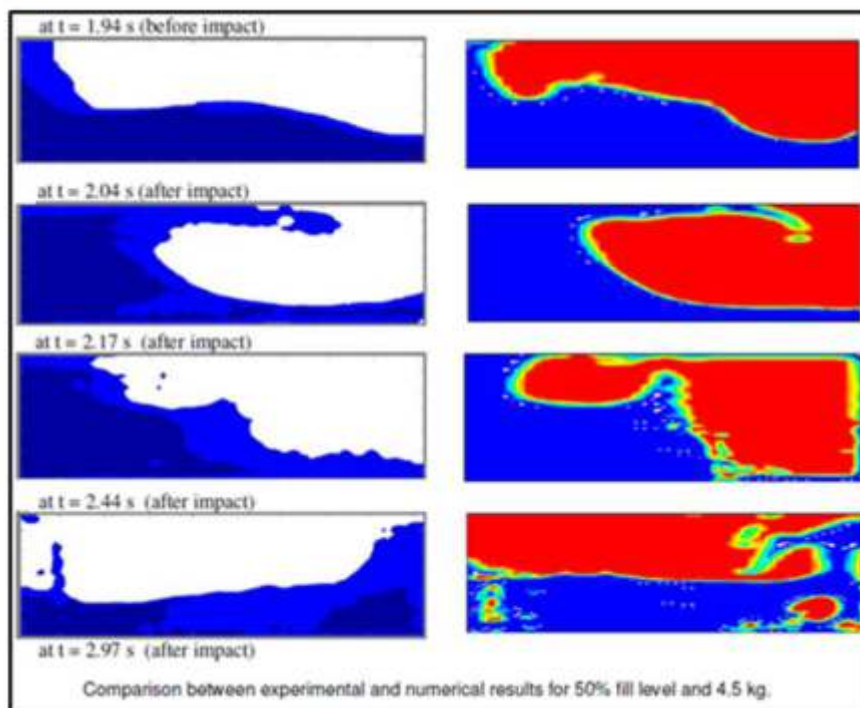 at t = 1.94 s (before impact)
at t = 2.04 s (after impact)
at t = 2.17 s (after impact)
at t = 2.44 s (after impact)
at t = 2.97 s (after impact)
Comparison between experimental and numerical results for 50% fill level and 4.5 kg.